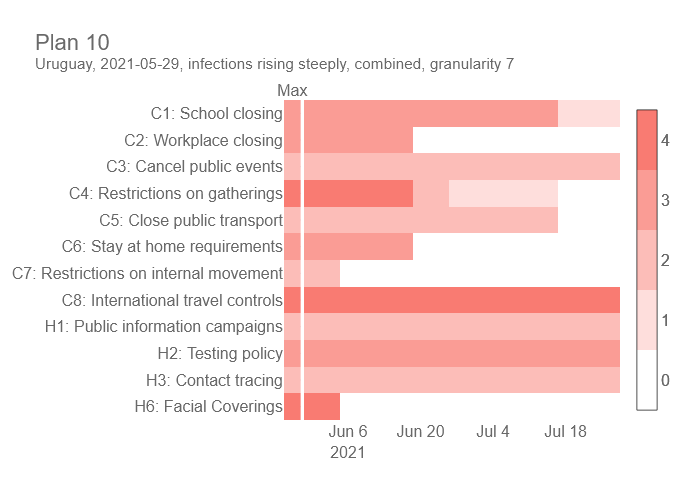 Plan 10
Uruguay, 2021-05-29, infections rising steeply, combined, granularity 7
Max
C1: School closing
C2: Workplace closing
C3: Cancel public events
C4: Restrictions on gatherings
C5: Close public transport
C6: Stay at home requirements
C7: Restrictions on internal movement
C8: International travel controls
H1: Public information campaigns
H2: Testing policy
H3: Contact tracing
H6: Facial Coverings
Jun 6 Jun 20 Jul 4 Jul 18
2021
4
3
2
1
0